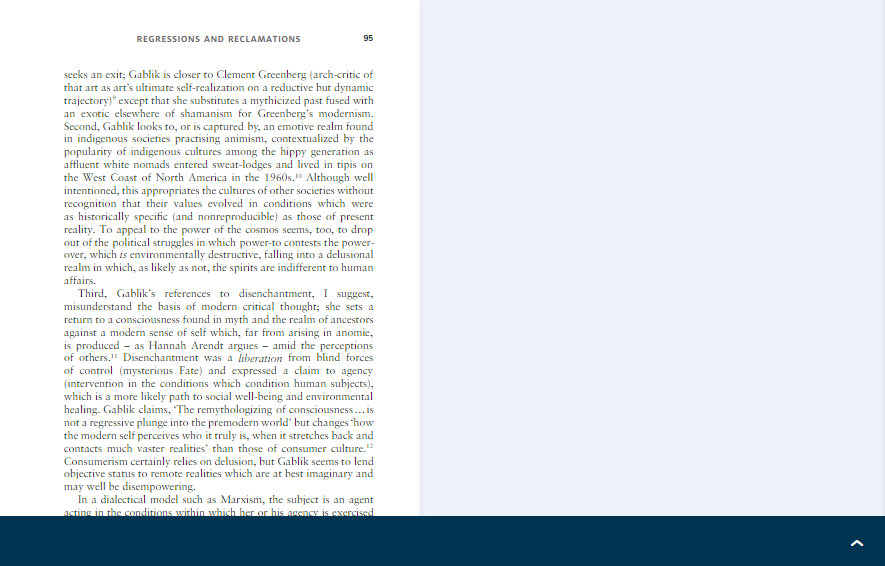 REGRESSIONS AND RECLAMATIONS 95
seeks an exit; Gablik is closer to Clement Greenberg (arch-critic of
that art as art's ultimate self-realization on a reductive but dynamic
trajectory)⁹ except that she substitutes a mythicized past fused with
an exotic elsewhere of shamanism for Greenberg's modernism.
Second, Gablik looks to, or is captured by, an emotive realm found
in indigenous societies practising animism, contextualized by the
popularity of indigenous cultures among the hippy generation as
affluent white nomads entered sweat-lodges and lived in tipis on
the West Coast of North America in the 1960s.¹⁰ Although well
intentioned, this appropriates the cultures of other societies without
recognition that their values evolved in conditions which were
as historically specific (and nonreproducible) as those of present
reality. To appeal to the power of the cosmos seems, too, to drop
out of the political struggles in which power-to contests the power-
over, which is environmentally destructive, falling into a delusional
realm in which, as likely as not, the spirits are indifferent to human
affairs.
Third, Gablik's references to disenchantment, I suggest,
misunderstand the basis of modern critical thought; she sets a
return to a consciousness found in myth and the realm of ancestors
against a modern sense of self which, far from arising in anomie,
is produced – as Hannah Arendt argues – amid the perceptions
of others.¹¹ Disenchantment was a liberation from blind forces
of control (mysterious Fate) and expressed a claim to agency
(intervention in the conditions which condition human subjects),
which is a more likely path to social well-being and environmental
healing. Gablik claims, 'The remythologizing of consciousness … is
not a regressive plunge into the premodern world' but changes 'how
the modern self perceives who it truly is, when it stretches back and
contacts much vaster realities' than those of consumer culture.¹²
Consumerism certainly relies on delusion, but Gablik seems to lend
objective status to remote realities which are at best imaginary and
may well be disempowering.
In a dialectical model such as Marxism, the subject is an agent
acting in the conditions within which her or his agency is exercised